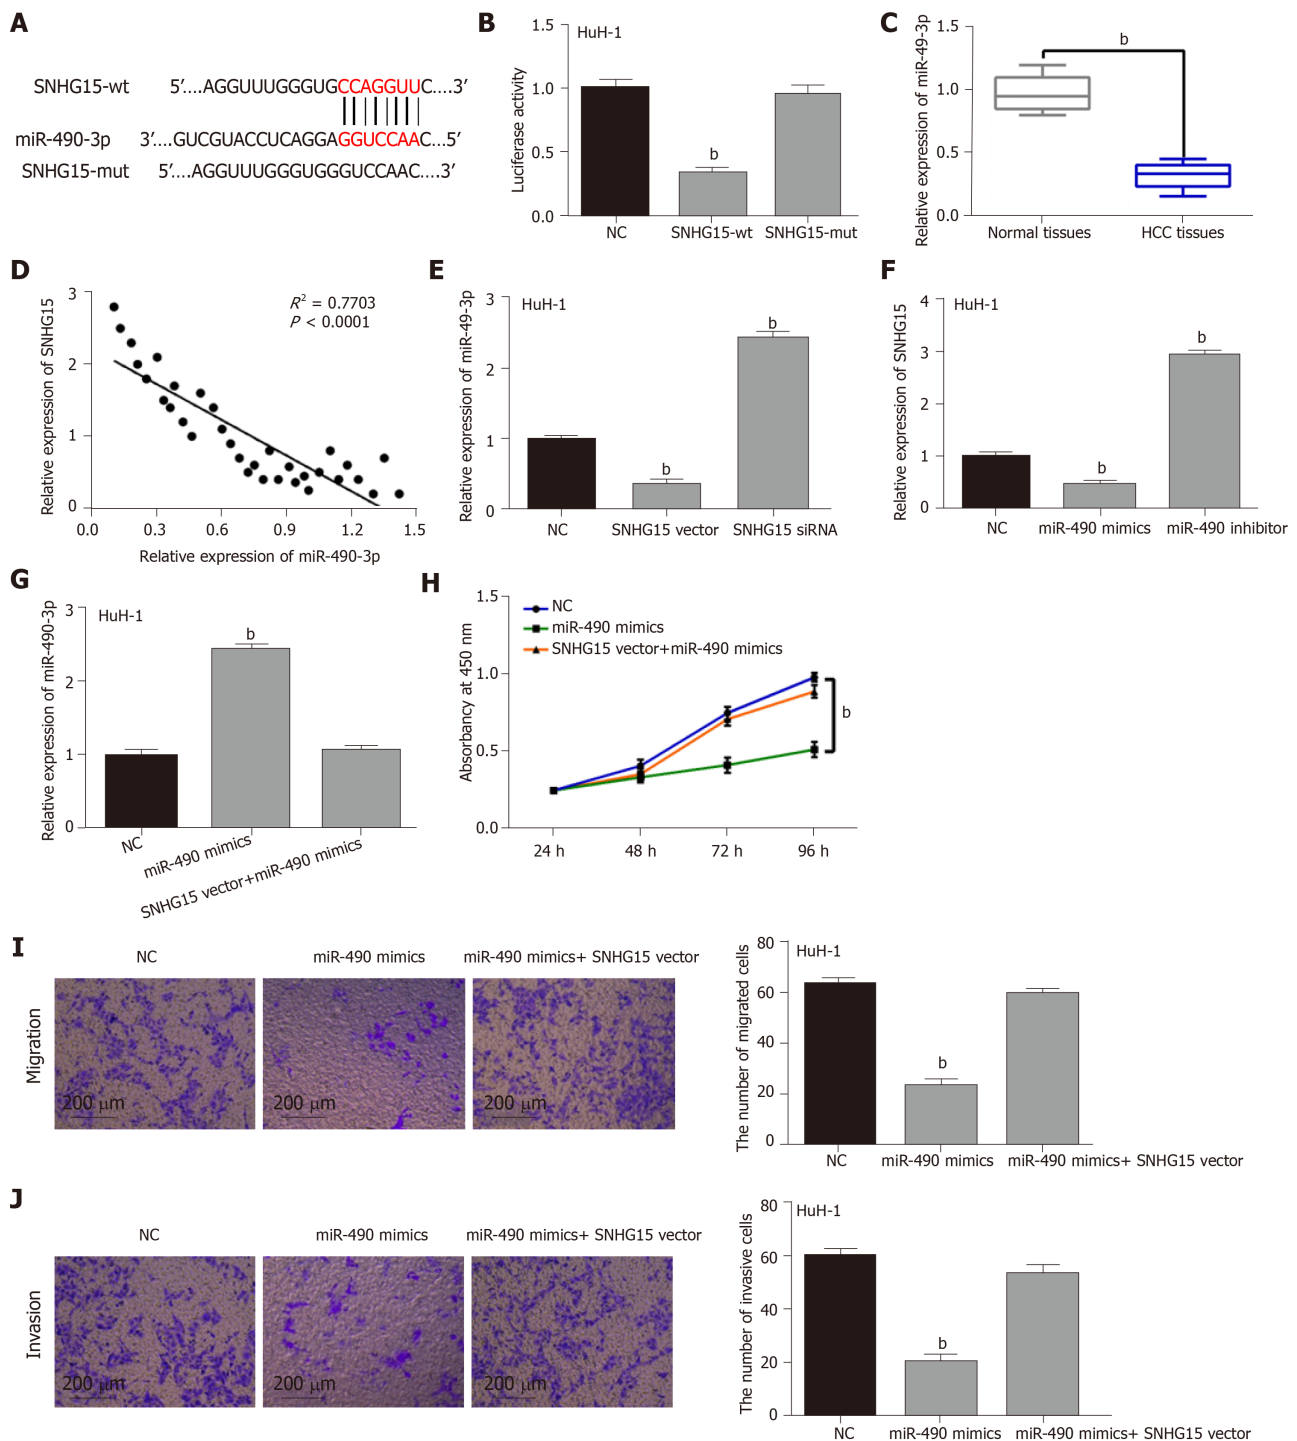 A
SNHG15-wt 5′....AGGUUUGGGUGCCAGGUUC....3′
miR-490-3p 3′....GUCGUACCUCAGGAGGUCCAAC...5′
SNHG15-mut 5′....AGGUUUGGGUGGGUCCAAC....3′
B
HuH-1
Luciferase activity
1.5
1.0
0.5
0.0
b
NC SNHG15-wt SNHG15-mut
C
Relative expression of miR-49-3p
1.5
1.0
0.5
0.0
b
Normal tissues HCC tissues
D
Relative expression of SNHG15
3
2
1
0
R² = 0.7703
P < 0.0001
0.0 0.3 0.6 0.9 1.2 1.5
Relative expression of miR-490-3p
E
HuH-1
Relative expression of miR-49-3p
3
2
1
0
b
b
NC SNHG15 vector SNHG15 siRNA
F
HuH-1
Relative expression of SNHG15
4
3
2
1
0
b
b
NC miR-490 mimics miR-490 inhibitor
G
HuH-1
Relative expression of miR-490-3p
3
2
1
0
b
NC
miR-490 mimics
SNHG15 vector+miR-490 mimics
H
Absorbancy at 450 nm
1.5
1.0
0.5
0.0
NC
miR-490 mimics
SNHG15 vector+miR-490 mimics
b
24 h 48 h 72 h 96 h
I
NC miR-490 mimics miR-490 mimics+ SNHG15 vector
Migration
200 µm 200 µm 200 µm
HuH-1
The number of migrated cells
80
60
40
20
0
b
NC miR-490 mimics miR-490 mimics+ SNHG15 vector
J
NC miR-490 mimics miR-490 mimics+ SNHG15 vector
Invasion
200 µm 200 µm 200 µm
HuH-1
The number of invasive cells
80
60
40
20
0
b
NC miR-490 mimics miR-490 mimics+ SNHG15 vector